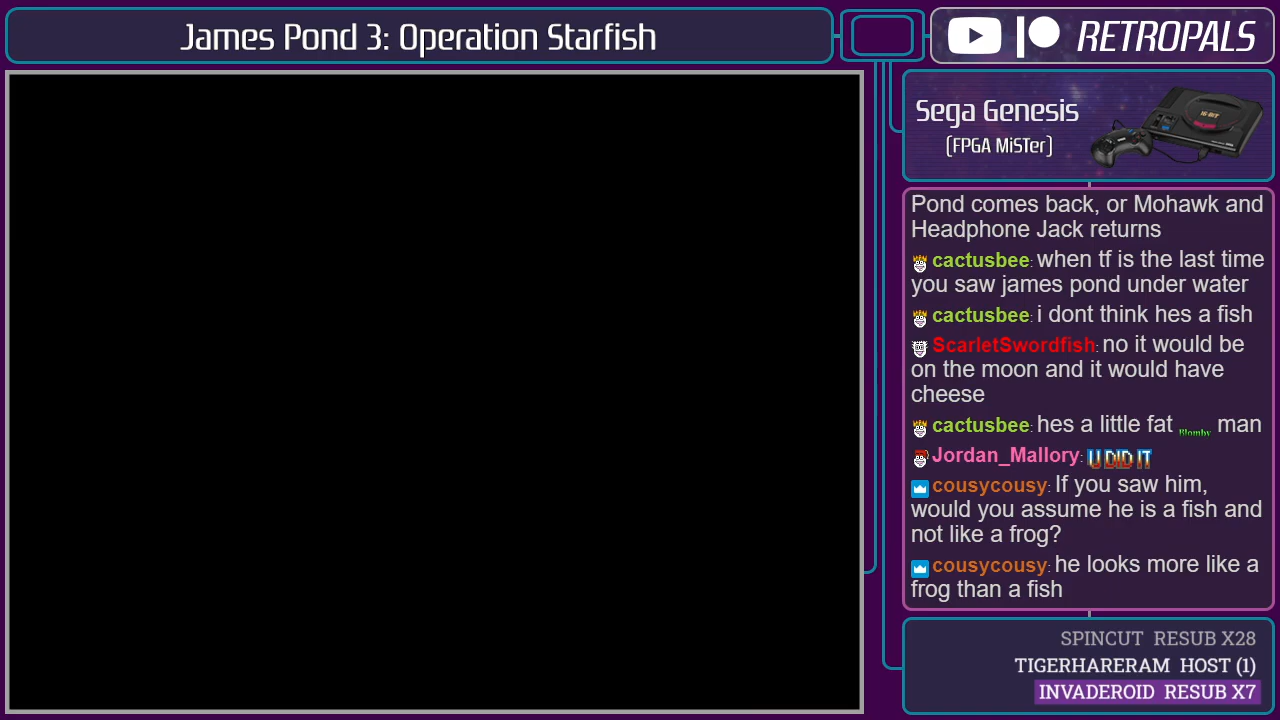 James Pond 3: Operation Starfish
RETROPALS
Sega Genesis
(FPGA MiSTer)
Pond comes back, or Mohawk and
Headphone Jack returns
cactusbee: when tf is the last time
you saw james pond under water
cactusbee: i dont think hes a fish
ScarletSwordfish: no it would be
on the moon and it would have
cheese
cactusbee: hes a little fat Blomby man
Jordan_Mallory: U DID IT
cousycousy: If you saw him,
would you assume he is a fish and
not like a frog?
cousycousy: he looks more like a
frog than a fish
SPINCUT RESUB X28
TIGERHARERAM HOST (1)
INVADEROID RESUB X7